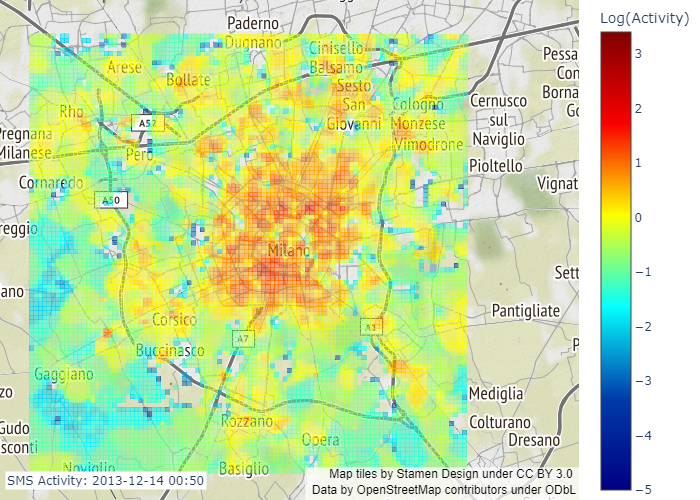 Log(Activity)
3
2
1
0
−1
−2
−3
−4
−5
Paderno
Dugnano
Cinisello
Balsamo
Arese
Bollate
Sesto
San
Giovanni
Rho
A52
Cologno
Monzese
Cernusco
sul
Naviglio
Pessa
Con
Borna
Go
Pregnana
Milanese
Pero
Vimodrone
Pioltello
Cornaredo
A50
Vignat
reggio
Milano
Sett
ano
Pantigliate
Corsico
A7
Buccinasco
P
Gaggiano
zo
Mediglia
Rozzano
Colturano
Gudo
sconti
Opera
Dresano
Noviglio
Basiglio
SMS Activity: 2013-12-14 00:50
Map tiles by Stamen Design under CC BY 3.0
Data by OpenStreetMap contributors under ODbL